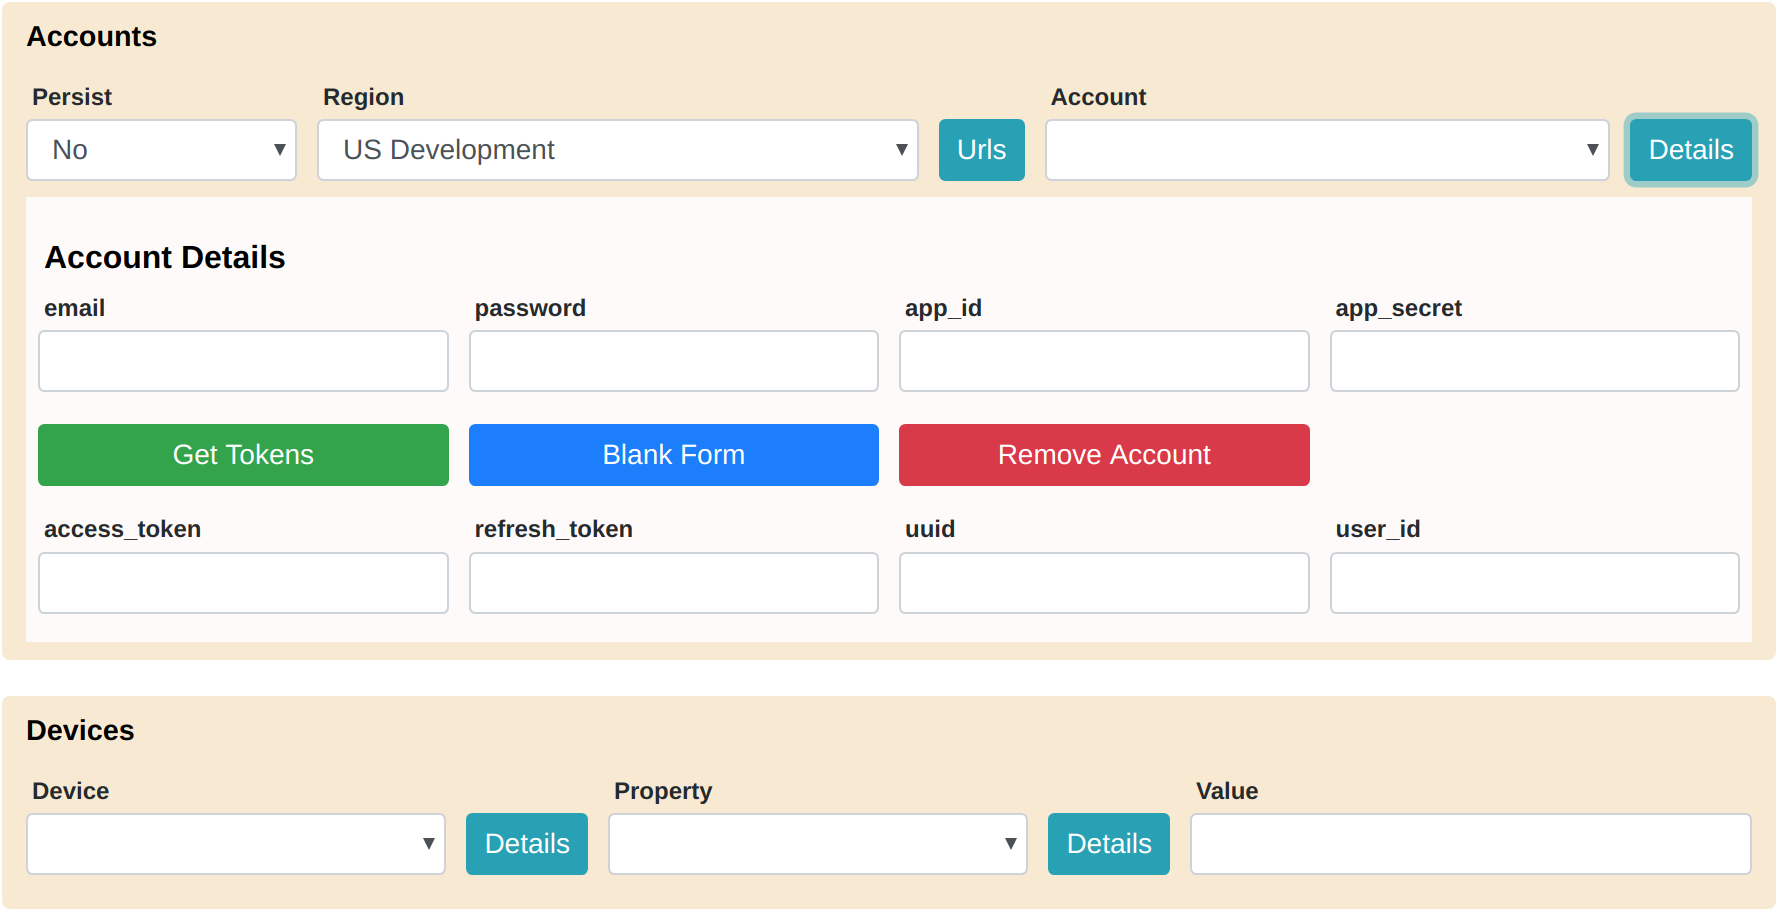 Accounts
Persist Region Account
No US Development Urls Details
Account Details
email password app_id app_secret
Get Tokens Blank Form Remove Account
access_token refresh_token uuid user_id
Devices
Device Property Value
Details Details